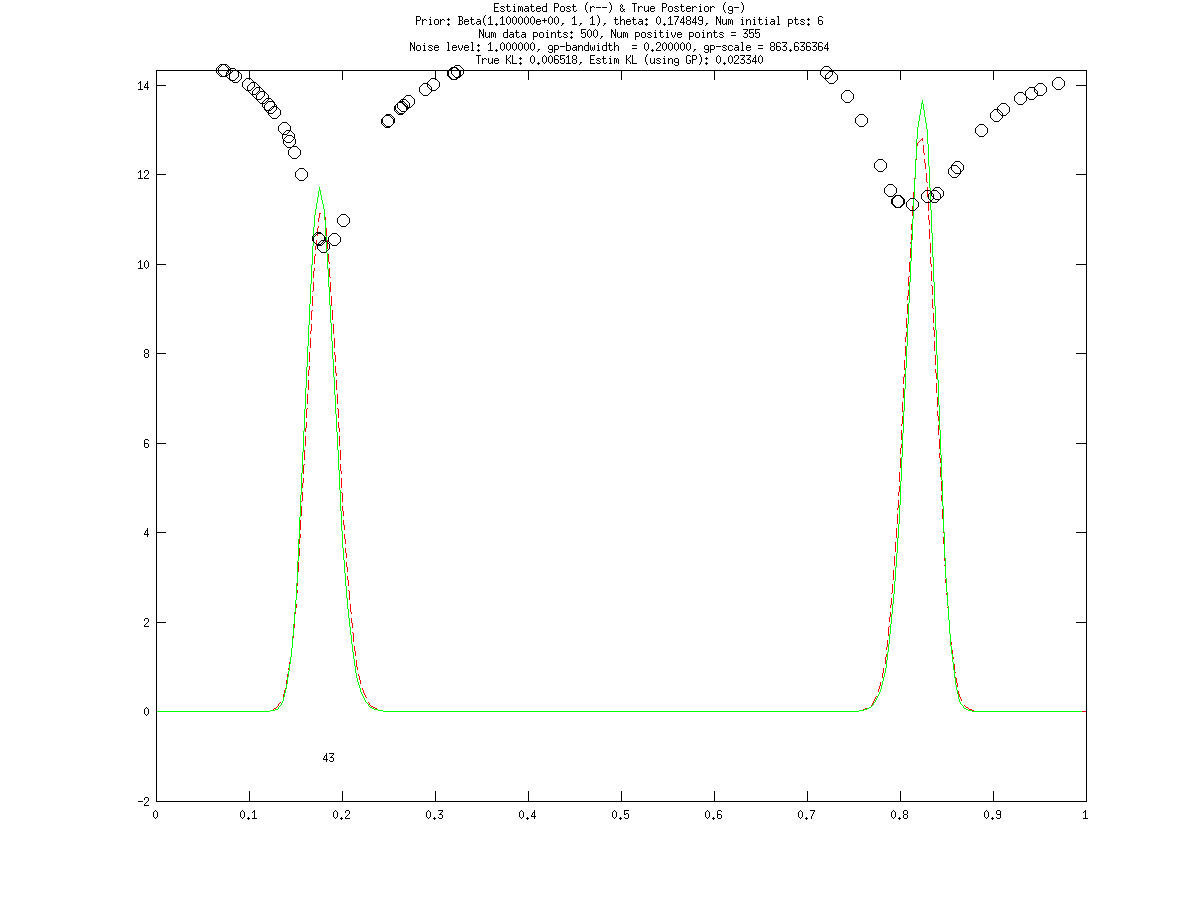 Estimated Post (r--) & True Posterior (g-)
Prior: Beta(1.100000e+00, 1, 1), theta: 0.174849, Num initial pts: 6
Num data points: 500, Num positive points = 355
Noise level: 1.000000, gp-bandwidth  = 0.200000, gp-scale = 863.636364
True KL: 0.006518, Estim KL (using GP): 0.023340
14
12
10
8
6
4
2
0
43
-2
0 0.1 0.2 0.3 0.4 0.5 0.6 0.7 0.8 0.9 1